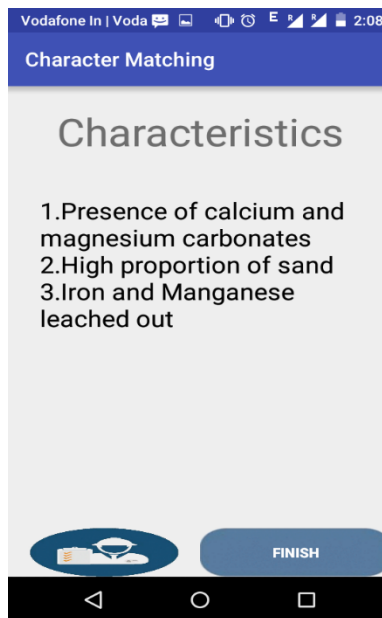 Vodafone In | Voda E R R 2:08
Character Matching
Characteristics
1.Presence of calcium and
magnesium carbonates
2.High proportion of sand
3.Iron and Manganese
leached out
FINISH